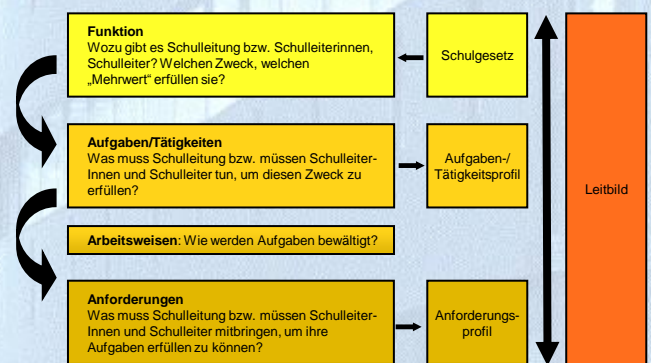 Funktion
Wozu gibt es Schulleitung bzw. Schulleiterinnen,
Schulleiter? Welchen Zweck, welchen
„Mehrwert“ erfüllen sie?
Schulgesetz
Aufgaben/Tätigkeiten
Was muss Schulleitung bzw. müssen Schulleiter-
Innen und Schulleiter tun, um diesen Zweck zu
erfüllen?
Aufgaben-/
Tätigkeitsprofil
Leitbild
Arbeitsweisen: Wie werden Aufgaben bewältigt?
Anforderungen
Was muss Schulleitung bzw. müssen Schulleiter-
Innen und Schulleiter mitbringen, um ihre
Aufgaben erfüllen zu können?
Anforderungs-
profil